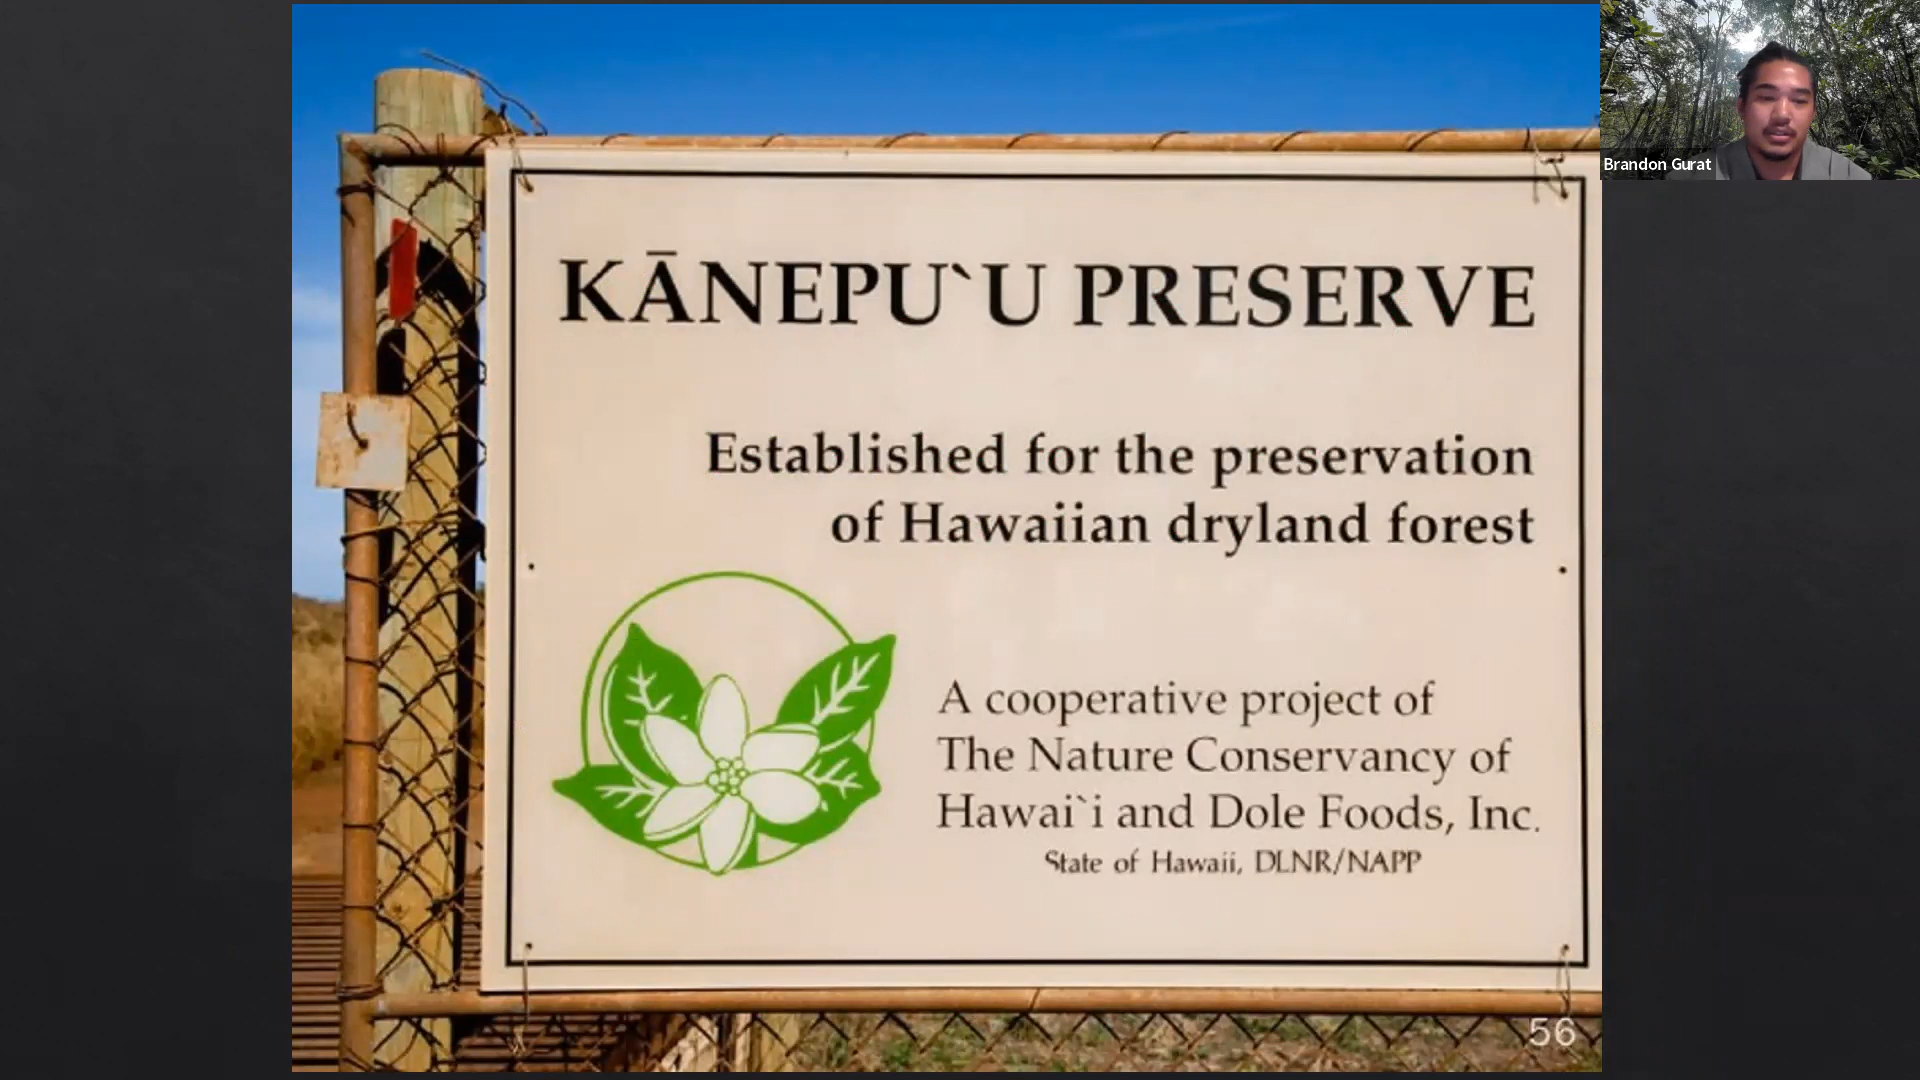 KĀNEPU`U PRESERVE
Established for the preservation
of Hawaiian dryland forest
A cooperative project of
The Nature Conservancy of
Hawai`i and Dole Foods, Inc.
State of Hawaii, DLNR/NAPP
56
Brandon Gurat